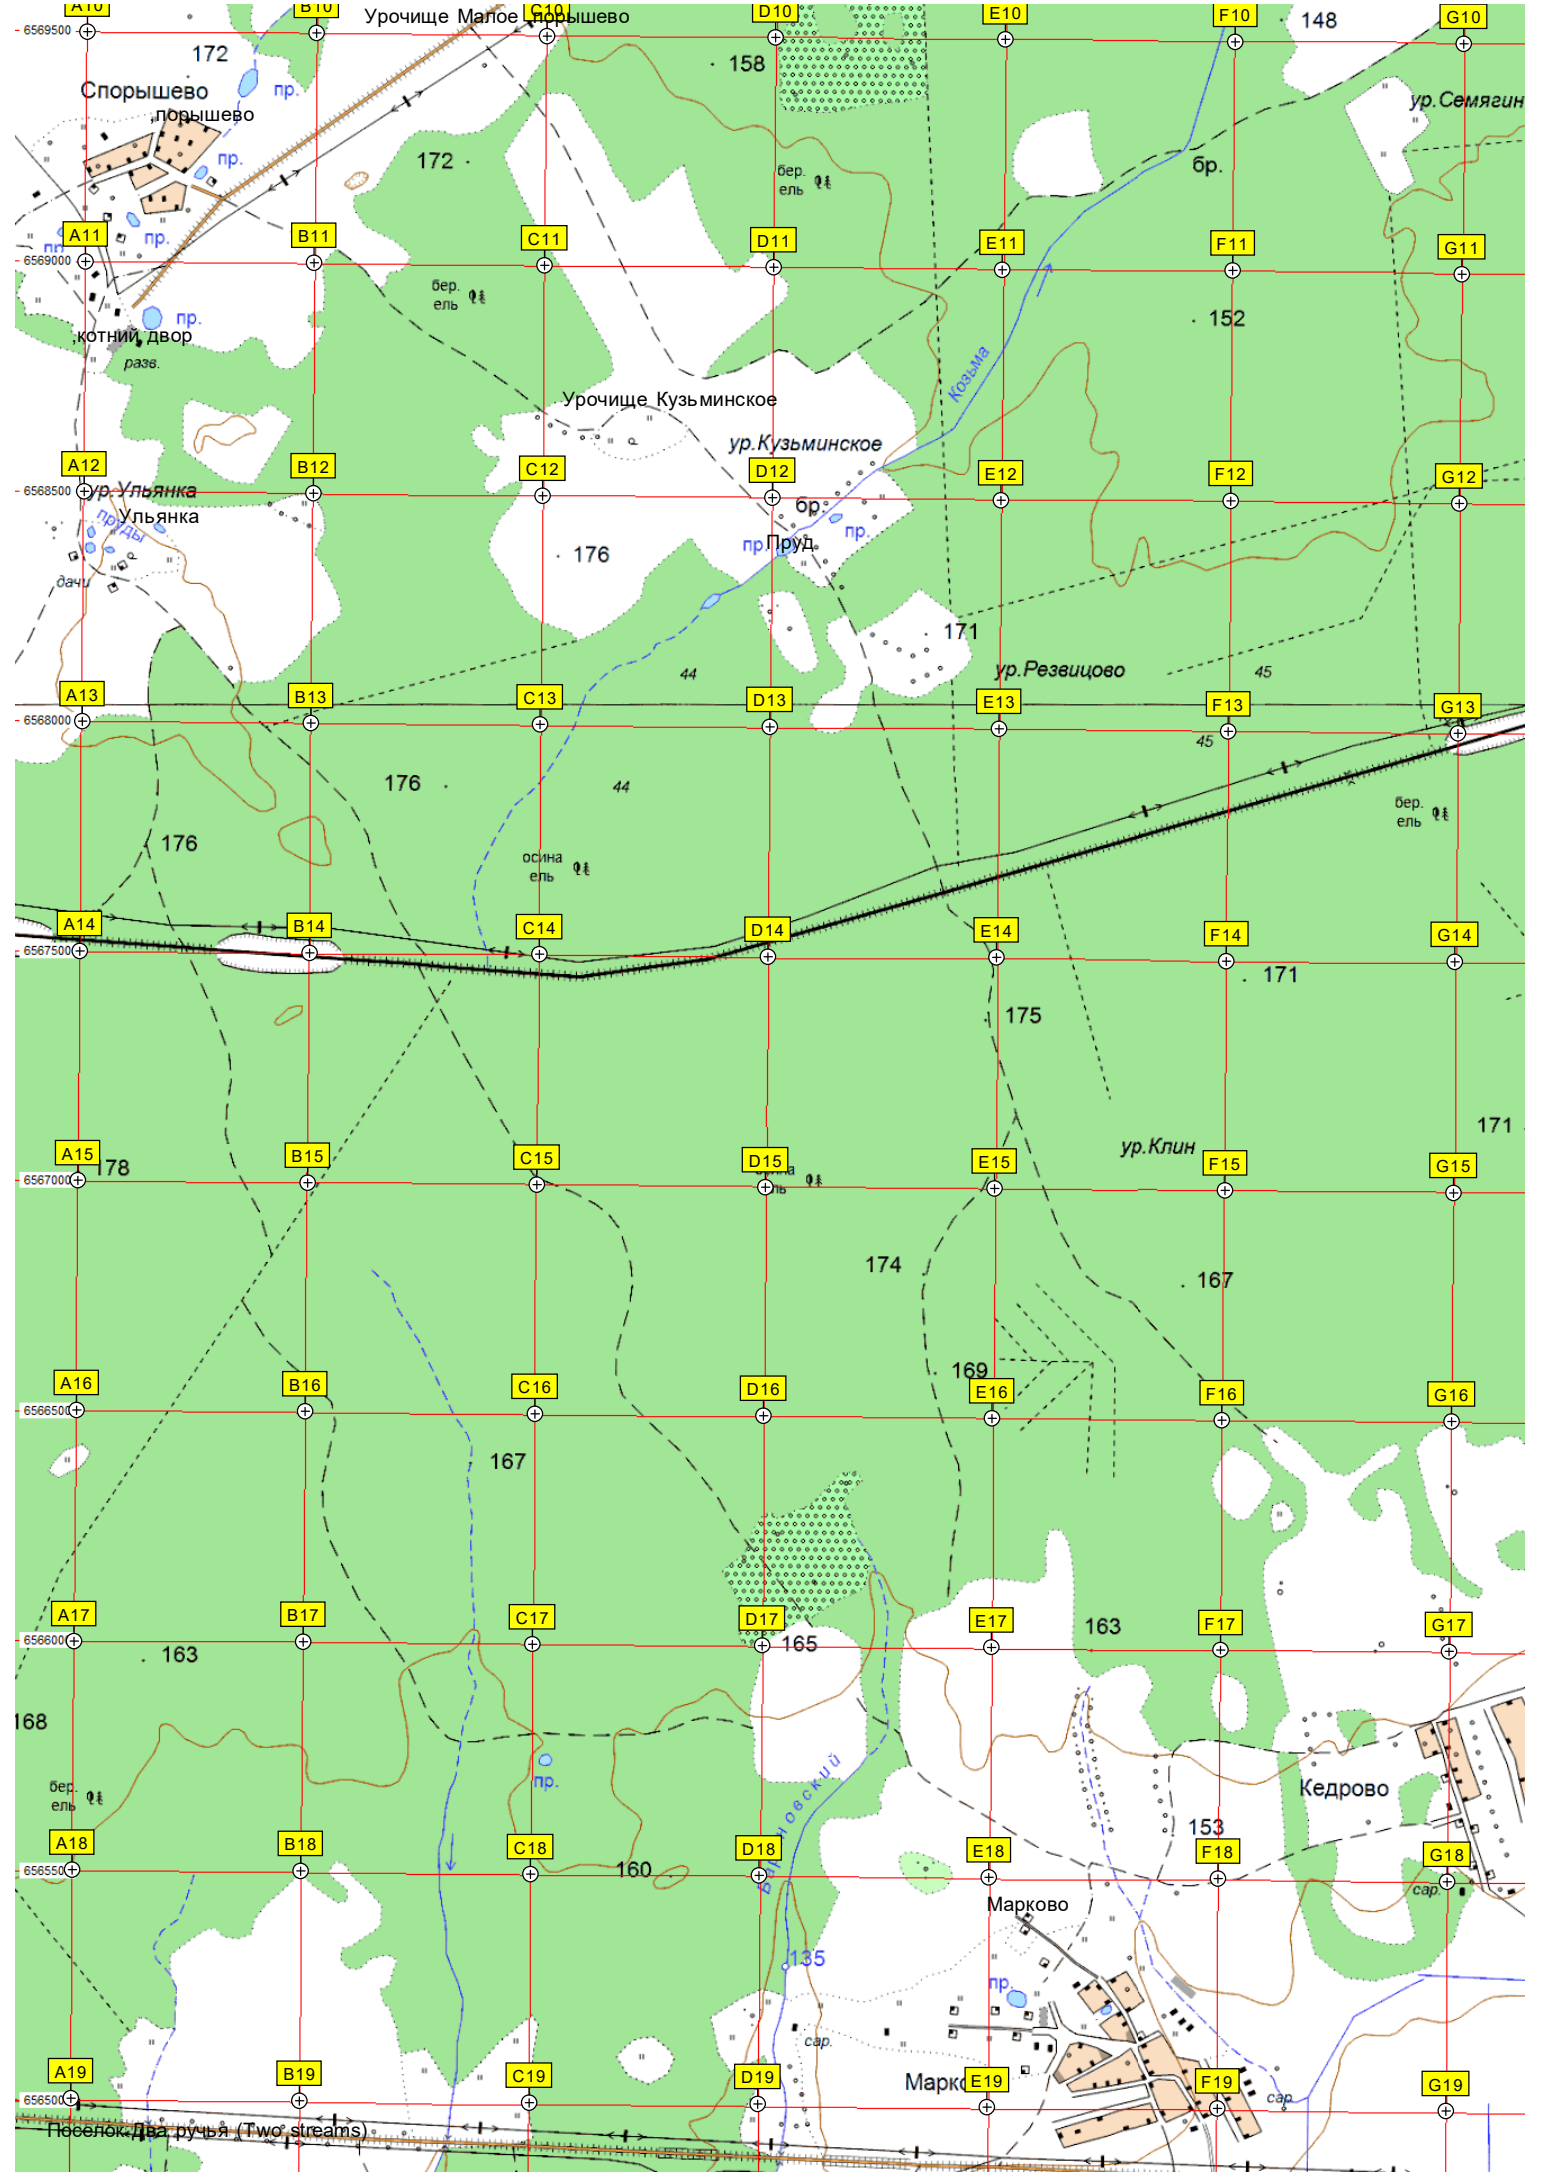 A10 B10 Урочище Малое C10 порышево D10 E10 F10 G10
6569500
172 158 148
Спорышево пр. ур.Семягин
,порышево
172 пр. бр.
бер.
ель
A11 B11 C11 D11 E11 F11 G11
пр. пр.
6569000
бер.
ель
пр. 152
,котний двор
разв. Козьма
Урочище Кузьминское
ур.Кузьминское
A12 B12 C12 D12 E12 F12 G12
6568500
ур.Ульянка
Ульянка бр.
пруды пр. Пруд пр.
176
дачи
171
44 ур.Резвицово 45
A13 B13 C13 D13 E13 F13 G13
6568000
45
176 44
бер.
ель
176
осина
ель
A14 B14 C14 D14 E14 F14 G14
6567500
171
175
171
ур.Клин
A15 B15 C15 D15 E15 F15 G15
178
6567000
174 167
169
A16 B16 C16 D16 E16 F16 G16
6566500
167
A17 B17 C17 D17 E17 F17 G17
6566000
163 165 163
168
пр.
бер.
ель
Кедрово
153
A18 B18 C18 D18 E18 F18 G18
6565500
160
сар.
Марково
135
пр.
сар.
A19 B19 C19 D19 E19 F19 G19
сар.
6565000
Поселок Два ручья (Two streams)